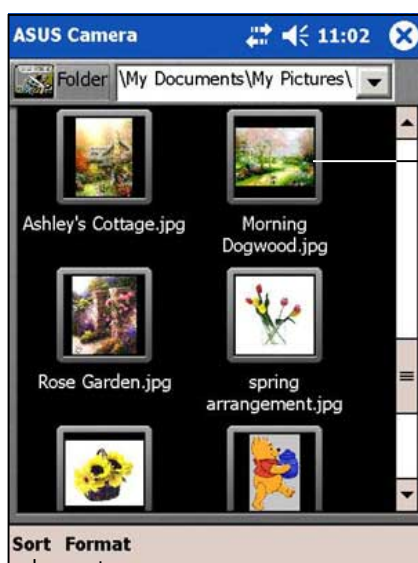 ASUS Camera 11:02
Folder \My Documents\My Pictures\
Ashley's Cottage.jpg
Morning
Dogwood.jpg
Rose Garden.jpg
spring
arrangement.jpg
Sort Format